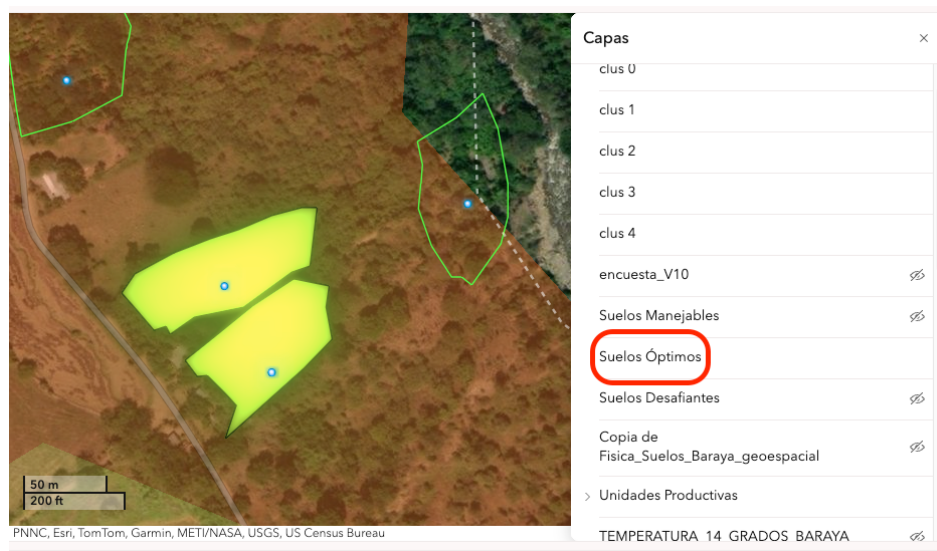 Capas
clus 0
clus 1
clus 2
clus 3
clus 4
encuesta_V10
Suelos Manejables
Suelos Óptimos
Suelos Desafiantes
Copia de
Fisica_Suelos_Baraya_geoespacial
Unidades Productivas
TEMPERATURA_14_GRADOS_BARAYA
50 m
200 ft
PNNC, Esri, TomTom, Garmin, METI/NASA, USGS, US Census Bureau